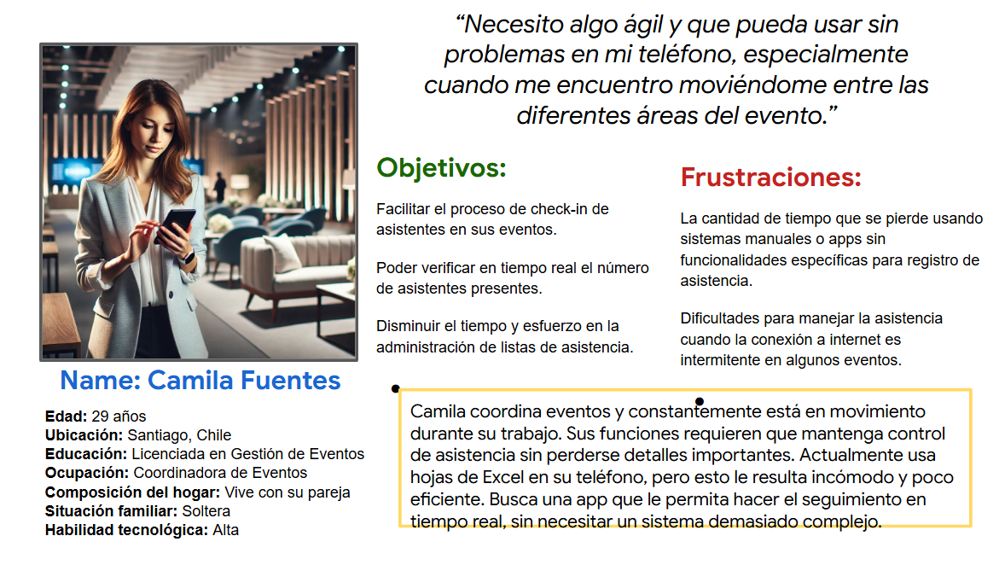 “Necesito algo ágil y que pueda usar sin
problemas en mi teléfono, especialmente
cuando me encuentro moviéndome entre las
diferentes áreas del evento.”
Name: Camila Fuentes
Edad: 29 años
Ubicación: Santiago, Chile
Educación: Licenciada en Gestión de Eventos
Ocupación: Coordinadora de Eventos
Composición del hogar: Vive con su pareja
Situación familiar: Soltera
Habilidad tecnológica: Alta
Objetivos:
Facilitar el proceso de check-in de
asistentes en sus eventos.
Poder verificar en tiempo real el número
de asistentes presentes.
Disminuir el tiempo y esfuerzo en la
administración de listas de asistencia.
Frustraciones:
La cantidad de tiempo que se pierde usando
sistemas manuales o apps sin
funcionalidades específicas para registro de
asistencia.
Dificultades para manejar la asistencia
cuando la conexión a internet es
intermitente en algunos eventos.
Camila coordina eventos y constantemente está en movimiento
durante su trabajo. Sus funciones requieren que mantenga control
de asistencia sin perderse detalles importantes. Actualmente usa
hojas de Excel en su teléfono, pero esto le resulta incómodo y poco
eficiente. Busca una app que le permita hacer el seguimiento en
tiempo real, sin necesitar un sistema demasiado complejo.